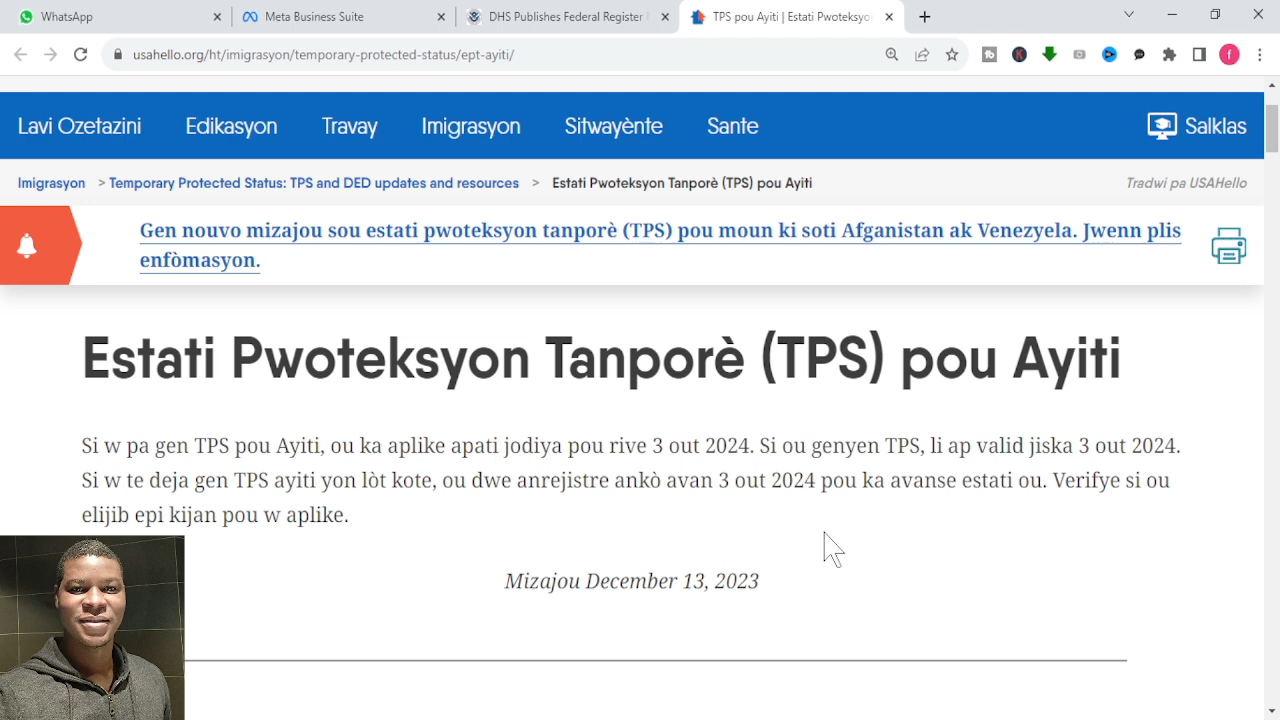 WhatsApp
Meta Business Suite
DHS Publishes Federal Register
TPS pou Ayiti | Estati Pwoteksyo
usahello.org/ht/imigrasyon/temporary-protected-status/ept-ayiti/
Lavi Ozetazini Edikasyon Travay Imigrasyon Sitwayènte Sante Salklas
Imigrasyon > Temporary Protected Status: TPS and DED updates and resources > Estati Pwoteksyon Tanporè (TPS) pou Ayiti Tradwi pa USAHello
Gen nouvo mizajou sou estati pwoteksyon tanporè (TPS) pou moun ki soti Afganistan ak Venezyela. Jwenn plis
enfòmasyon.
Estati Pwoteksyon Tanporè (TPS) pou Ayiti
Si w pa gen TPS pou Ayiti, ou ka aplike apati jodiya pou rive 3 out 2024. Si ou genyen TPS, li ap valid jiska 3 out 2024.
Si w te deja gen TPS ayiti yon lòt kote, ou dwe anrejistre ankò avan 3 out 2024 pou ka avanse estati ou. Verifye si ou
elijib epi kijan pou w aplike.
Mizajou December 13, 2023